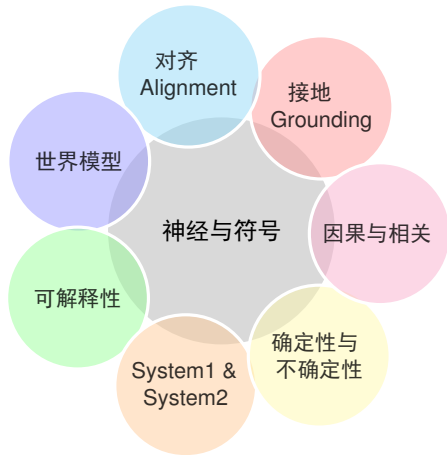 对齐
Alignment
接地
Grounding
世界模型
神经与符号
因果与相关
可解释性
确定性与
不确定性
System1 &
System2